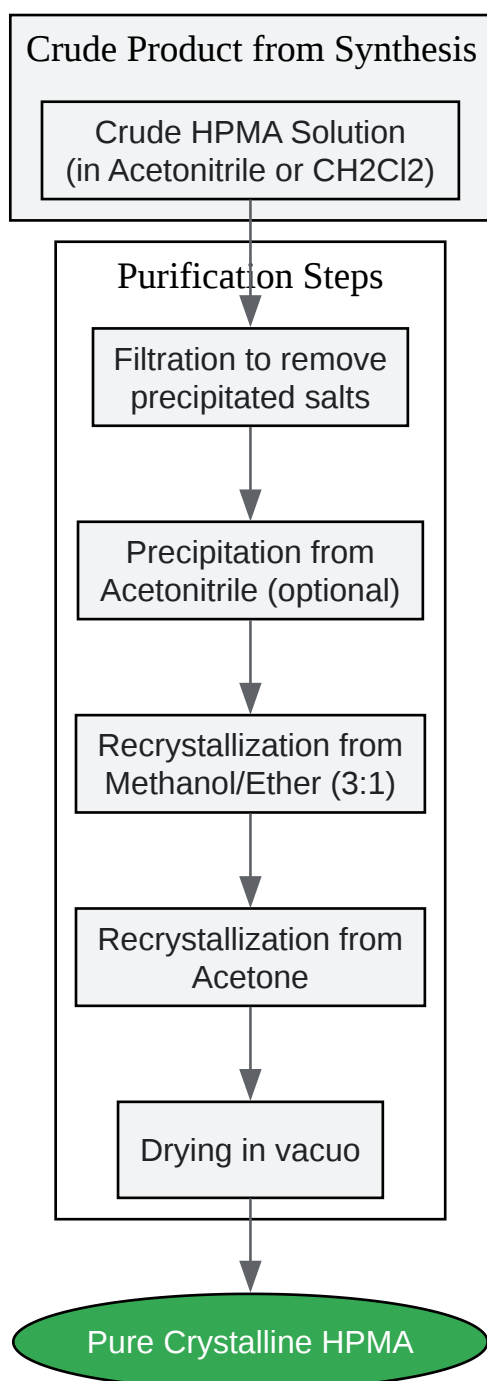 Crude Product from Synthesis
Crude HPMA Solution
(in Acetonitrile or CH2Cl2)
Purification Steps
Filtration to remove
precipitated salts
Precipitation from
Acetonitrile (optional)
Recrystallization from
Methanol/Ether (3:1)
Recrystallization from
Acetone
Drying in vacuo
Pure Crystalline HPMA